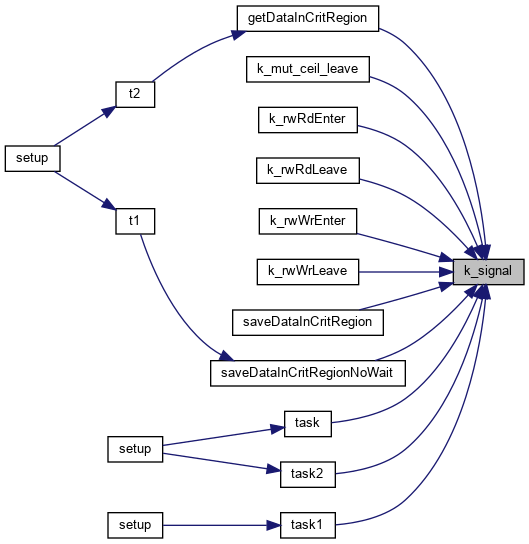 getDataInCritRegion
k_mut_ceil_leave
t2
k_rwRdEnter
setup
k_rwRdLeave
t1
k_rwWrEnter
k_rwWrLeave
k_signal
saveDataInCritRegion
saveDataInCritRegionNoWait
task
setup
task2
setup
task1